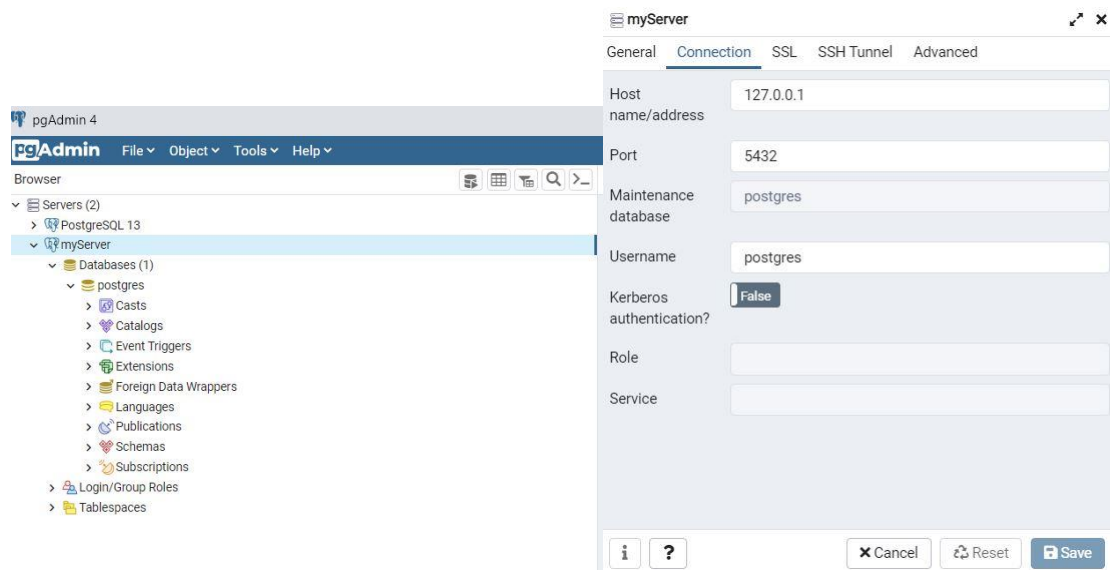 pgAdmin 4
pgAdmin File Object Tools Help
Browser
Servers (2)
PostgreSQL 13
myServer
Databases (1)
postgres
Casts
Catalogs
Event Triggers
Extensions
Foreign Data Wrappers
Languages
Publications
Schemas
Subscriptions
Login/Group Roles
Tablespaces
myServer
General Connection SSL SSH Tunnel Advanced
Host name/address 127.0.0.1
Port 5432
Maintenance database postgres
Username postgres
Kerberos authentication? False
Role
Service
i ? Cancel Reset Save